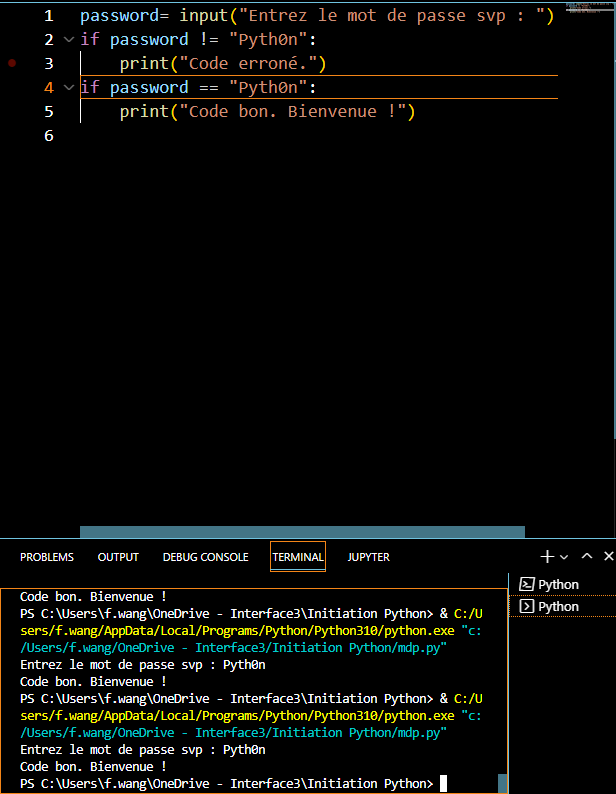 1 password= input("Entrez le mot de passe svp : ")
2 if password != "Pyth0n":
3 print("Code erroné.")
4 if password == "Pyth0n":
5 print("Code bon. Bienvenue !")
6
PROBLEMS OUTPUT DEBUG CONSOLE TERMINAL JUPYTER
Python
Python
Code bon. Bienvenue !
PS C:\Users\f.wang\OneDrive - Interface3\Initiation Python> & C:/U
sers/f.wang/AppData/Local/Programs/Python/Python310/python.exe "c:
/Users/f.wang/OneDrive - Interface3/Initiation Python/mdp.py"
Entrez le mot de passe svp : Pyth0n
Code bon. Bienvenue !
PS C:\Users\f.wang\OneDrive - Interface3\Initiation Python> & C:/U
sers/f.wang/AppData/Local/Programs/Python/Python310/python.exe "c:
/Users/f.wang/OneDrive - Interface3/Initiation Python/mdp.py"
Entrez le mot de passe svp : Pyth0n
Code bon. Bienvenue !
PS C:\Users\f.wang\OneDrive - Interface3\Initiation Python>